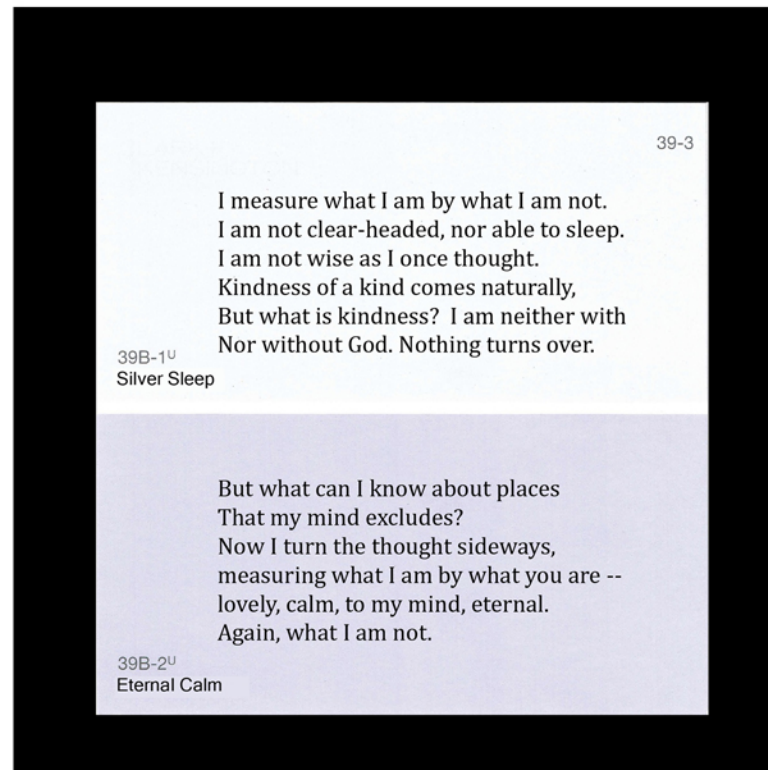 39-3
I measure what I am by what I am not.
I am not clear-headed, nor able to sleep.
I am not wise as I once thought.
Kindness of a kind comes naturally,
But what is kindness?  I am neither with
Nor without God. Nothing turns over.
39B-1ᵁ
Silver Sleep
But what can I know about places
That my mind excludes?
Now I turn the thought sideways,
measuring what I am by what you are --
lovely, calm, to my mind, eternal.
Again, what I am not.
39B-2ᵁ
Eternal Calm